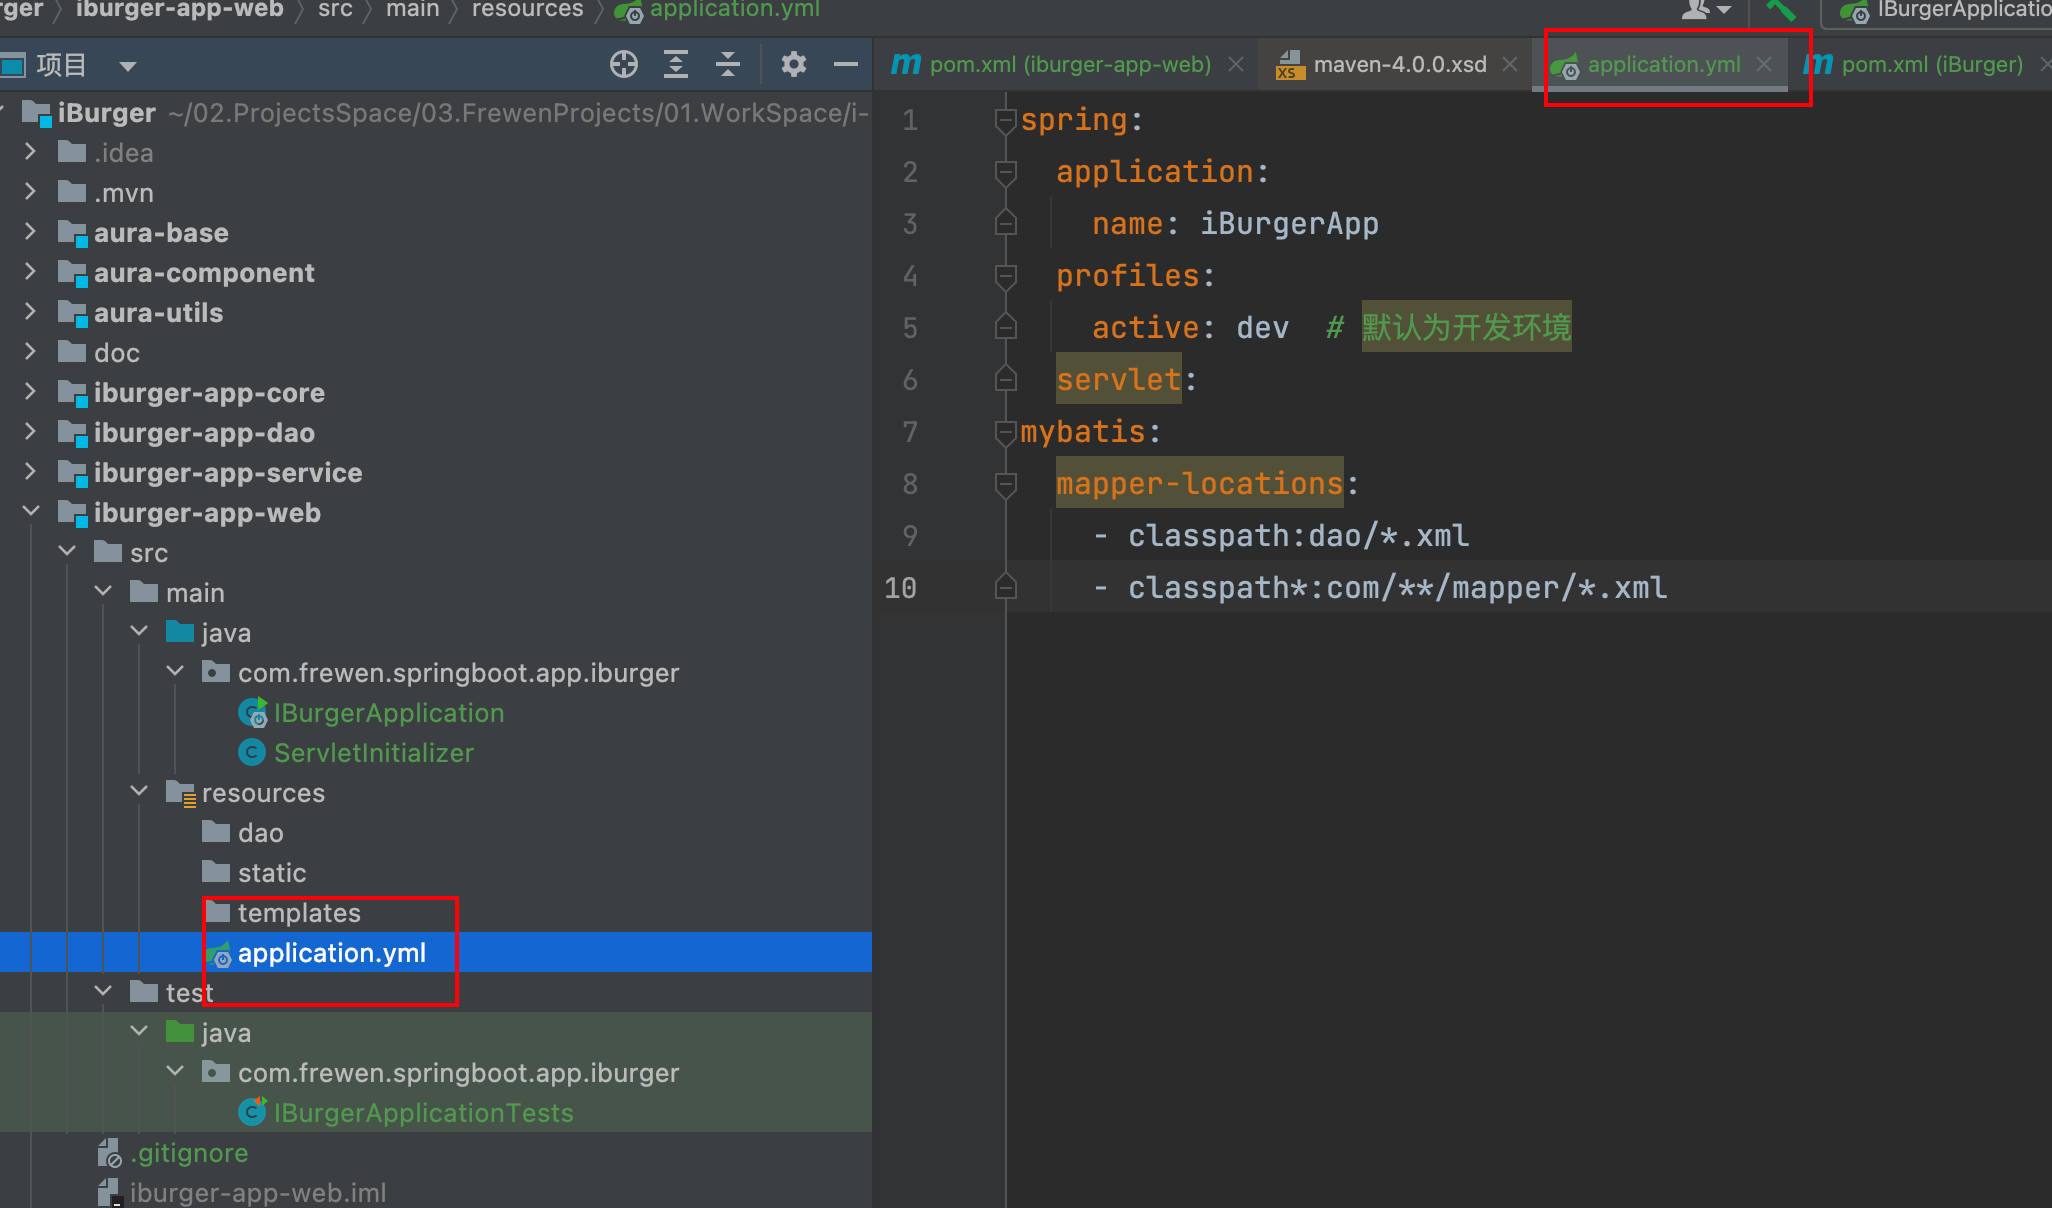 iburger-app-web 〉 src 〉 main 〉 resources 〉 application.yml
IBurgerApplicatio
项目
pom.xml (iburger-app-web)
maven-4.0.0.xsd
application.yml
pom.xml (iBurger)
iBurger ~/02.ProjectsSpace/03.FrewenProjects/01.WorkSpace/i-
.idea
.mvn
aura-base
aura-component
aura-utils
doc
iburger-app-core
iburger-app-dao
iburger-app-service
iburger-app-web
src
main
java
com.frewen.springboot.app.iburger
IBurgerApplication
ServletInitializer
resources
dao
static
templates
application.yml
test
java
com.frewen.springboot.app.iburger
IBurgerApplicationTests
.gitignore
iburger-app-web.iml
1 spring:
2 application:
3 name: iBurgerApp
4 profiles:
5 active: dev # 默认为开发环境
6 servlet:
7 mybatis:
8 mapper-locations:
9 - classpath:dao/*.xml
10 - classpath*:com/**/mapper/*.xml